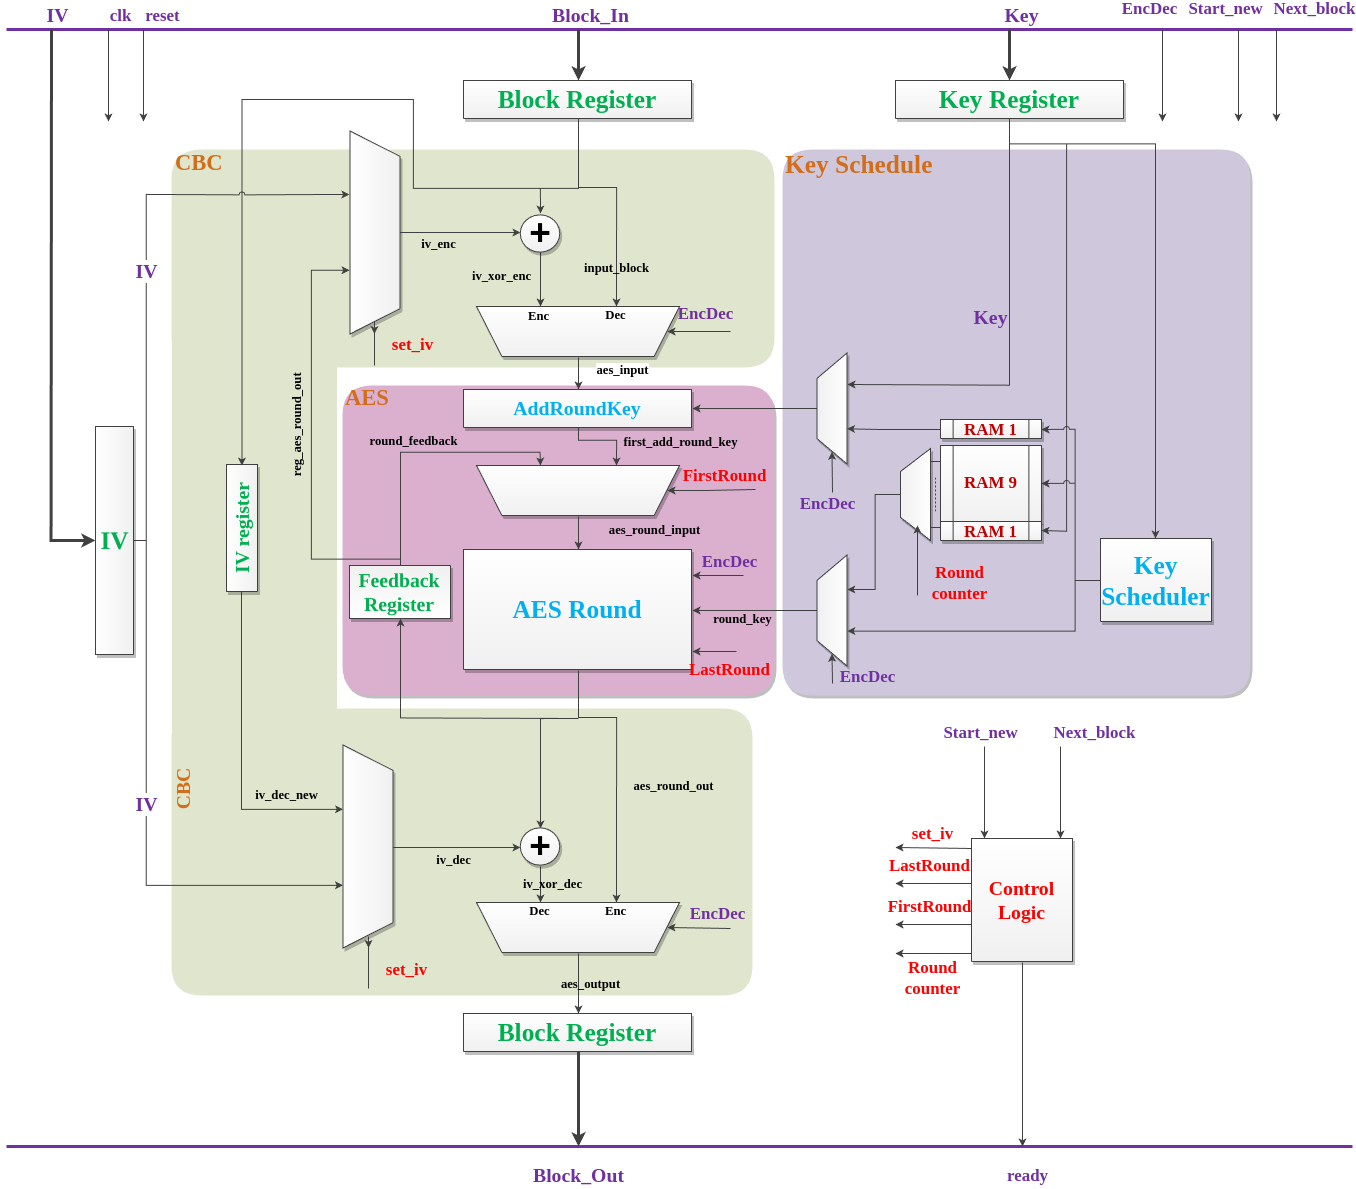 IV
clk
reset
Block_In
Key
EncDec
Start_new
Next_block
Block Register
Key Register
CBC
Key Schedule
iv_enc
+
IV
iv_xor_enc
input_block
Enc
Dec
EncDec
Key
set_iv
aes_input
AES
AddRoundKey
reg_aes_round_out
round_feedback
first_add_round_key
FirstRound
RAM 1
RAM 9
RAM 1
EncDec
aes_round_input
IV
IV register
Feedback
Register
AES Round
EncDec
round_key
LastRound
Round
counter
Key
Scheduler
EncDec
Start_new
Next_block
CBC
IV
iv_dec_new
aes_round_out
iv_dec
+
iv_xor_dec
Dec
Enc
EncDec
set_iv
set_iv
LastRound
FirstRound
Round
counter
Control
Logic
aes_output
Block Register
Block_Out
ready